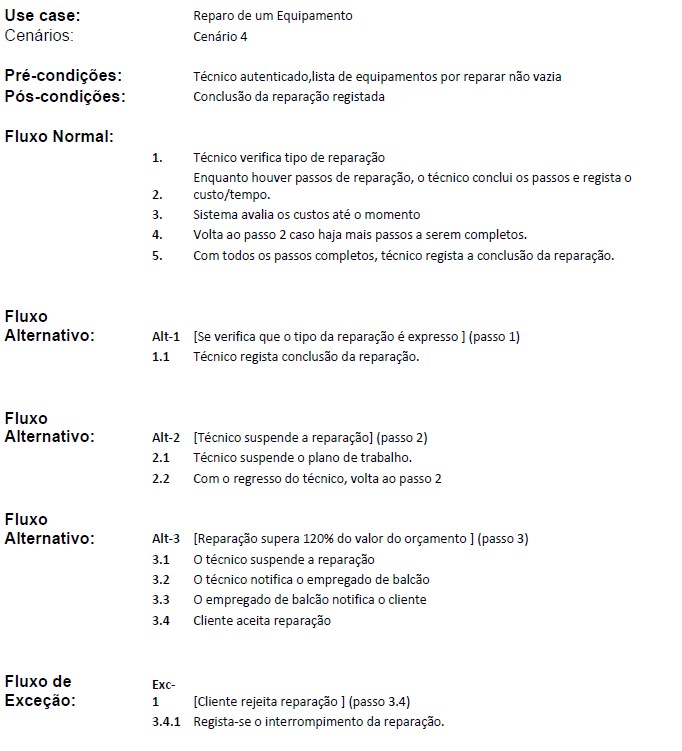 Use case: Reparo de um Equipamento
Cenários: Cenário 4
Pré-condições: Técnico autenticado,lista de equipamentos por reparar não vazia
Pós-condições: Conclusão da reparação registada
Fluxo Normal:
1. Técnico verifica tipo de reparação
Enquanto houver passos de reparação, o técnico conclui os passos e regista o
2. custo/tempo.
3. Sistema avalia os custos até o momento
4. Volta ao passo 2 caso haja mais passos a serem completos.
5. Com todos os passos completos, técnico regista a conclusão da reparação.
Fluxo
Alternativo: Alt-1 [Se verifica que o tipo da reparação é expresso ] (passo 1)
1.1 Técnico regista conclusão da reparação.
Fluxo
Alternativo: Alt-2 [Técnico suspende a reparação] (passo 2)
2.1 Técnico suspende o plano de trabalho.
2.2 Com o regresso do técnico, volta ao passo 2
Fluxo
Alternativo: Alt-3 [Reparação supera 120% do valor do orçamento ] (passo 3)
3.1 O técnico suspende a reparação
3.2 O técnico notifica o empregado de balcão
3.3 O empregado de balcão notifica o cliente
3.4 Cliente aceita reparação
Fluxo de Exc-
Exceção: 1 [Cliente rejeita reparação ] (passo 3.4)
3.4.1 Regista-se o interrompimento da reparação.